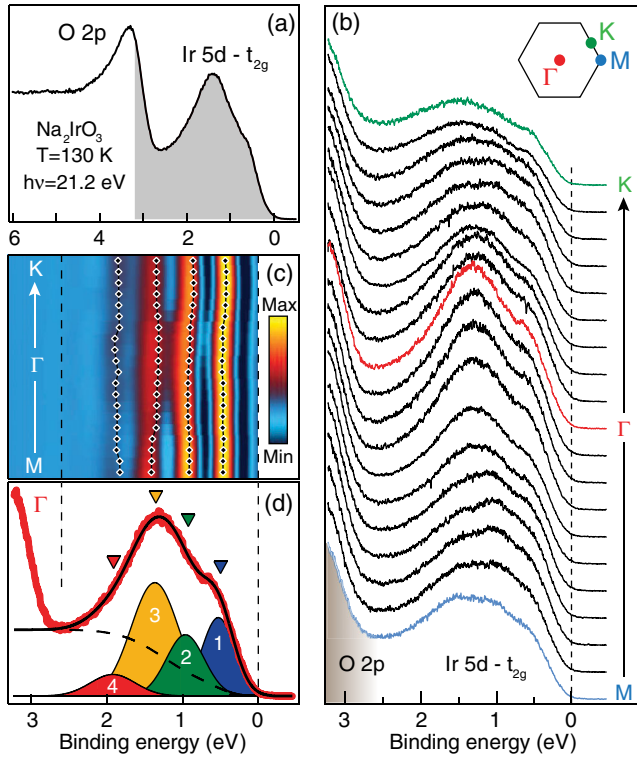 (a)
O 2p
Ir 5d - t2g
Na2IrO3
T=130 K
hν=21.2 eV
6 4 2 0
(c)
K
Γ
M
Max
Min
(d)
Γ
3
2
1
4
3 2 1 0
Binding energy (eV)
(b)
K
Γ
M
K
Γ
M
O 2p
Ir 5d - t2g
3 2 1 0
Binding energy (eV)